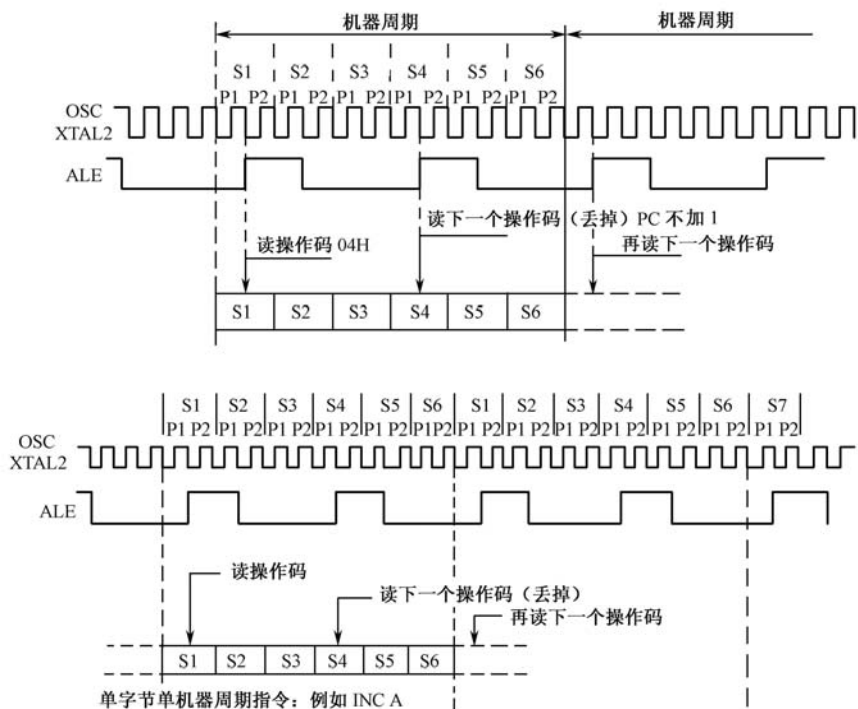 机器周期 机器周期
S1 S2 S3 S4 S5 S6
P1 P2 P1 P2 P1 P2 P1 P2 P1 P2 P1 P2
OSC
XTAL2
ALE
读下一个操作码（丢掉）PC 不加 1
读操作码 04H 再读下一个操作码
S1 S2 S3 S4 S5 S6
S1 S2 S3 S4 S5 S6 S1 S2 S3 S4 S5 S6 S7
P1 P2 P1 P2 P1 P2 P1 P2 P1 P2 P1P2 P1 P2 P1 P2 P1 P2 P1 P2 P1 P2 P1 P2 P1 P2
OSC
XTAL2
ALE
读操作码
读下一个操作码（丢掉）
再读下一个操作码
S1 S2 S3 S4 S5 S6
单字节单机器周期指令：例如 INC A